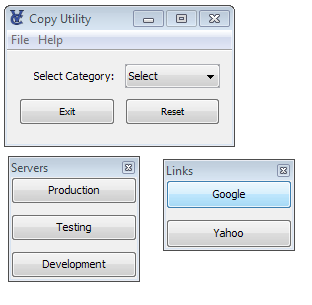 Copy Utility
File Help
Select Category: Select
Exit Reset
Servers
Production
Testing
Development
Links
Google
Yahoo